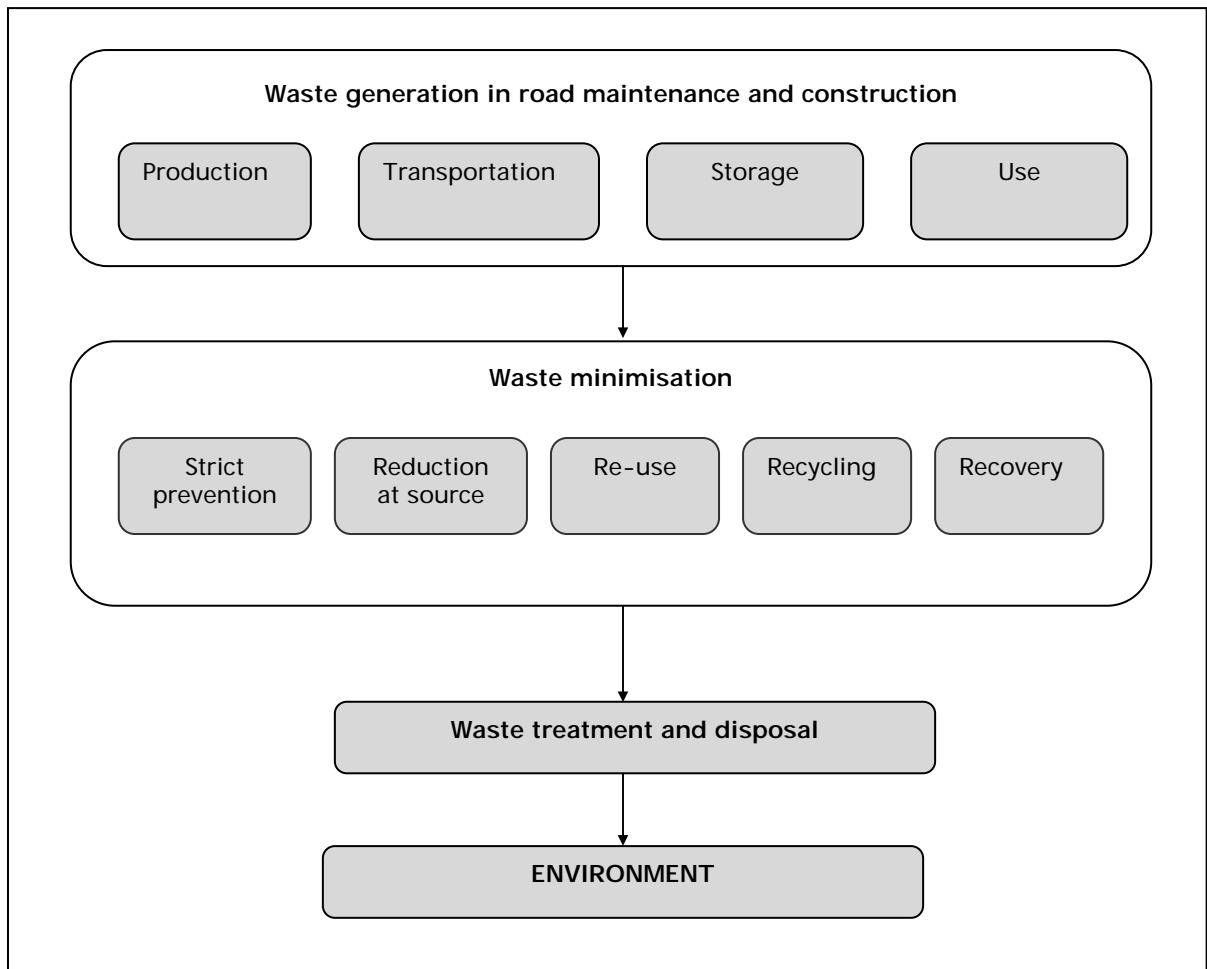 Waste generation in road maintenance and construction
Production
Transportation
Storage
Use
Waste minimisation
Strict
prevention
Reduction
at source
Re-use
Recycling
Recovery
Waste treatment and disposal
ENVIRONMENT